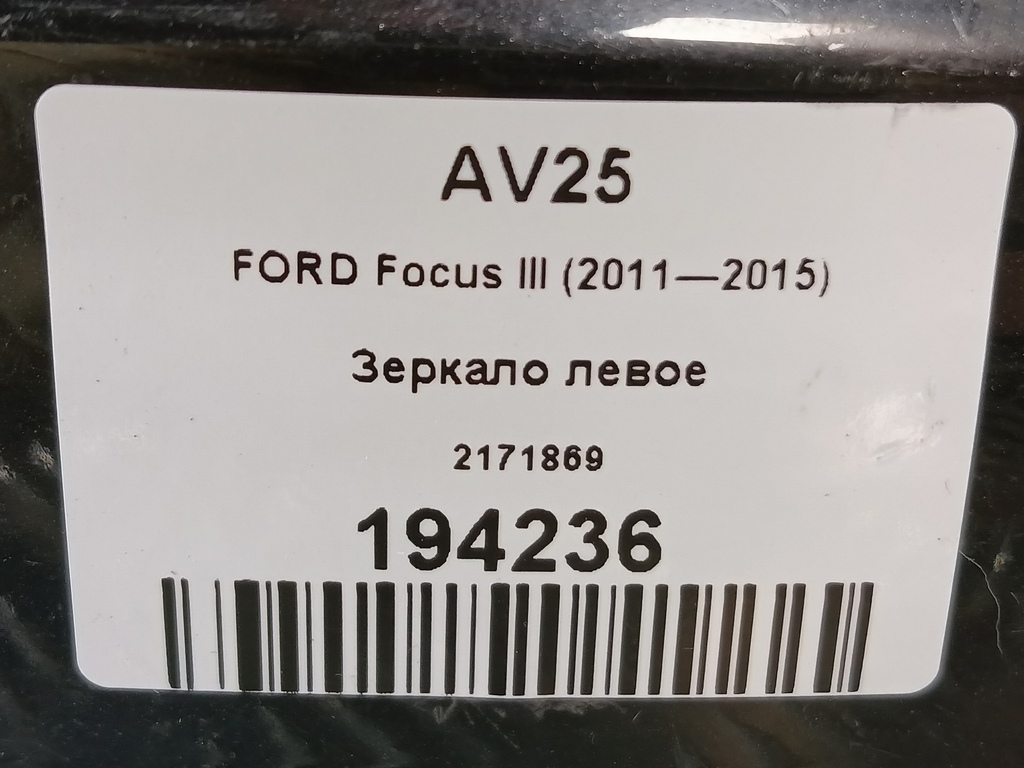 AV25
FORD Focus III (2011—2015)
Зеркало левое
2171869
194236